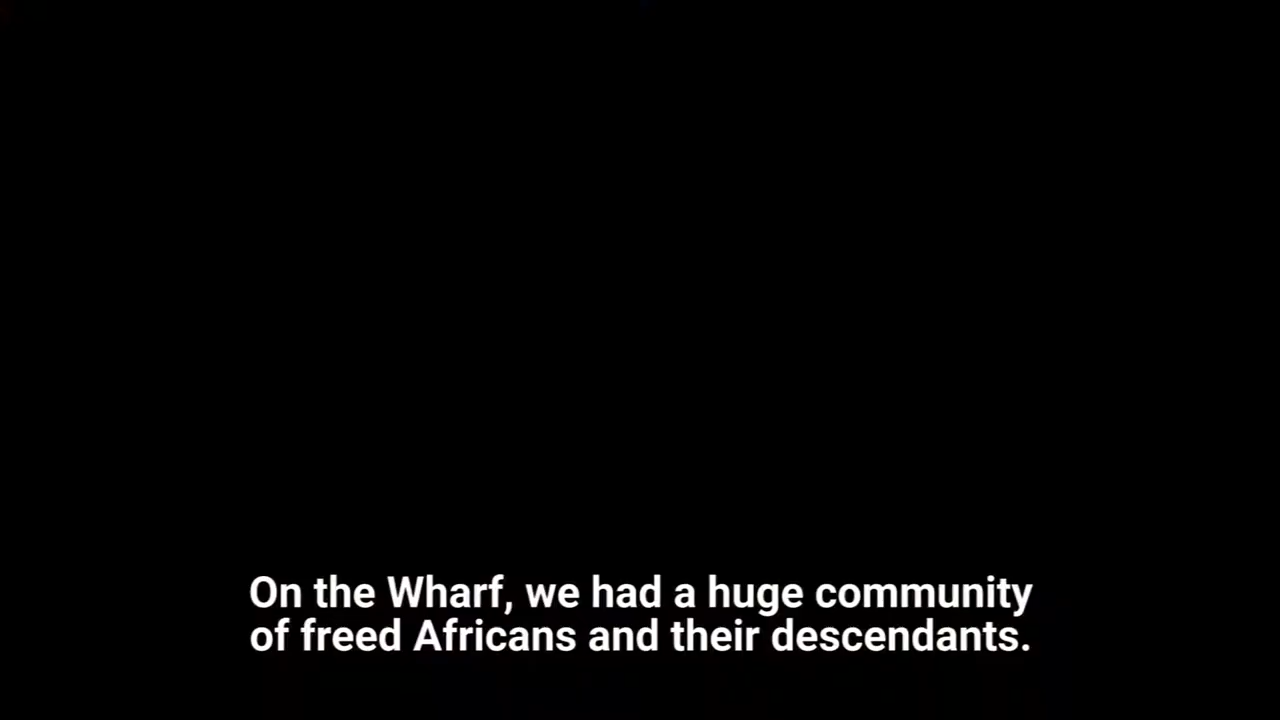 On the Wharf, we had a huge community
of freed Africans and their descendants.